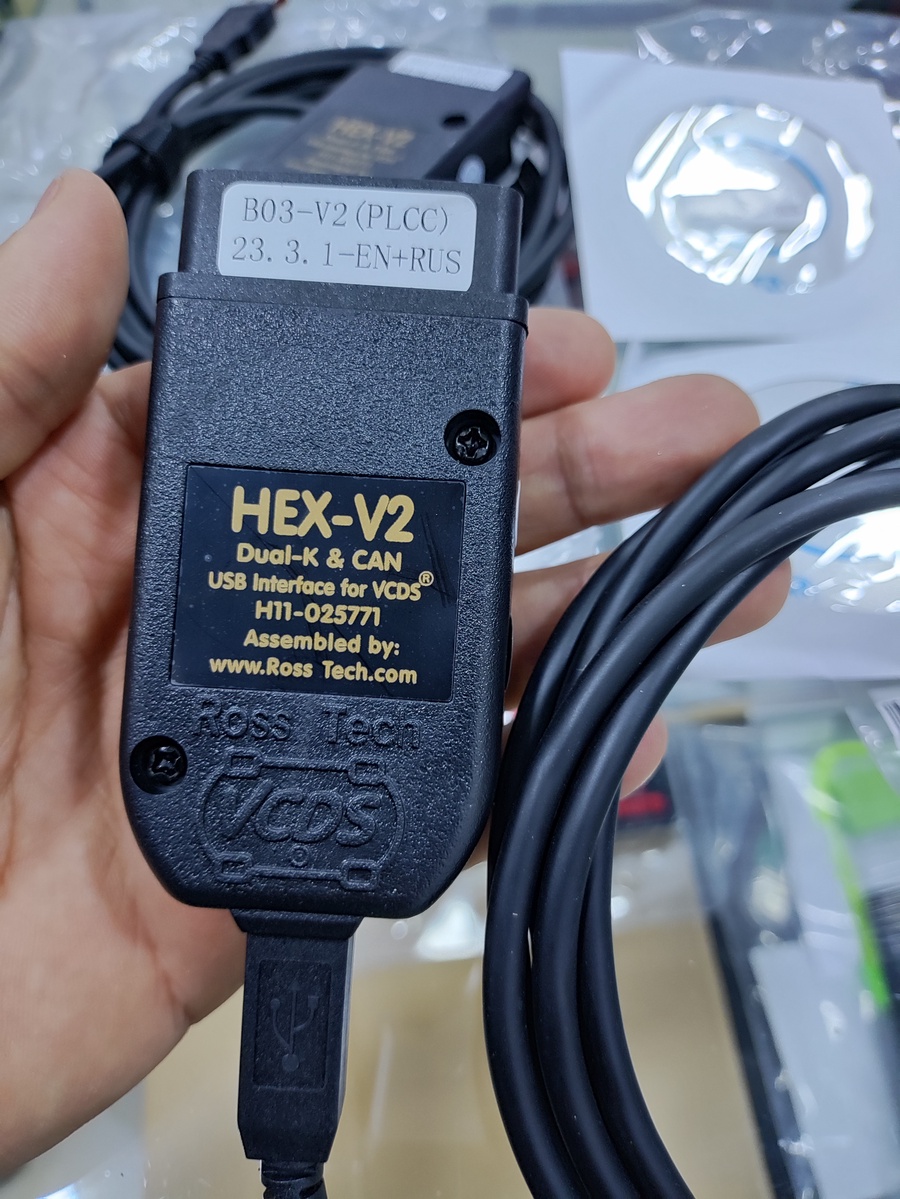 HEX-V2
B03-V2(PLCC)
23. 3. 1-EN+RUS
HEX-V2
Dual-K & CAN
USB Interface for VCDS®
H11-025771
Assembled by:
www.Ross Tech.com
Ross Tech
VCDS